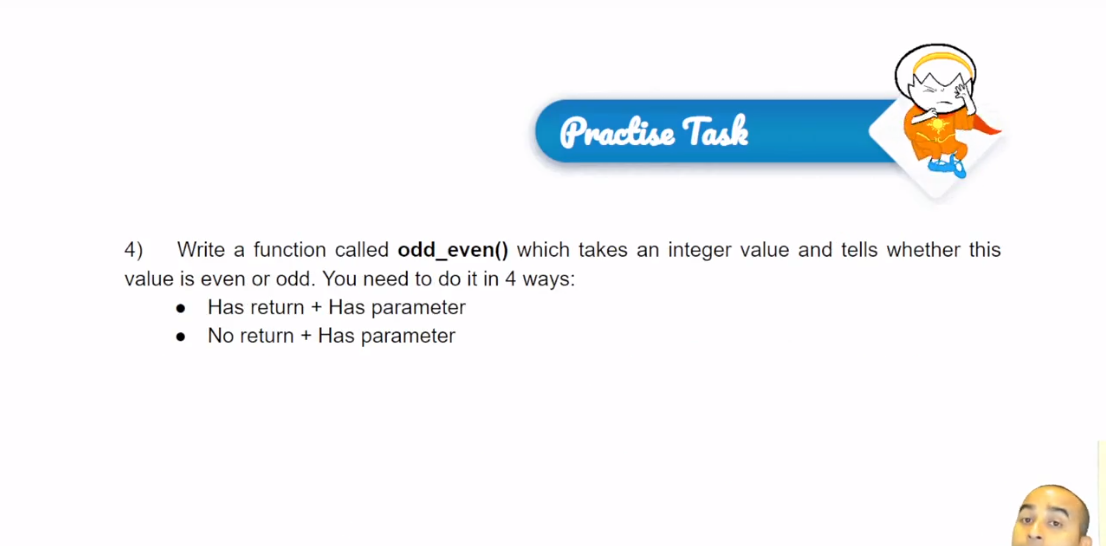 Practise Task
4) Write a function called odd_even() which takes an integer value and tells whether this
value is even or odd. You need to do it in 4 ways:
● Has return + Has parameter
● No return + Has parameter